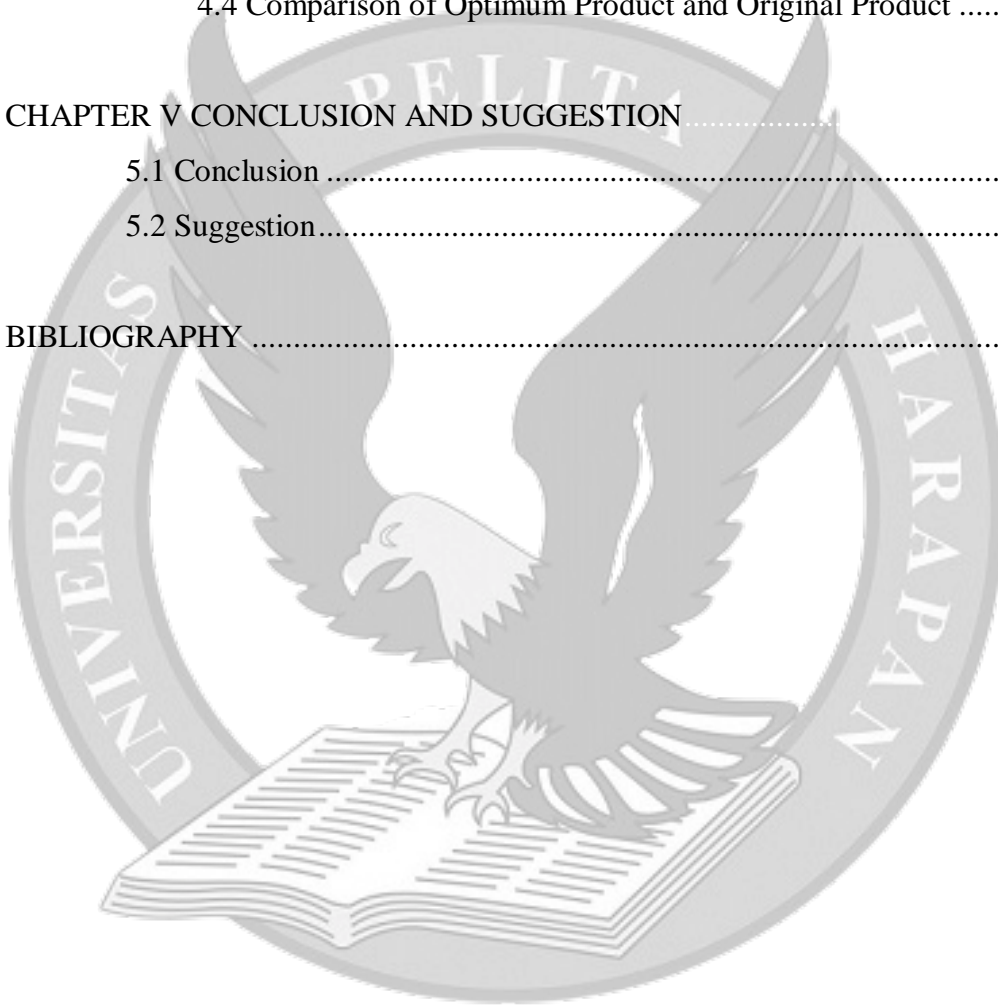 4.4 Comparison of Optimum Product and Original Product .....
CHAPTER V CONCLUSION AND SUGGESTION...................
5.1 Conclusion ......................................................................................
5.2 Suggestion.......................................................................................
BIBLIOGRAPHY ...............................................................................................
UNIVERSITAS PELITA HARAPAN